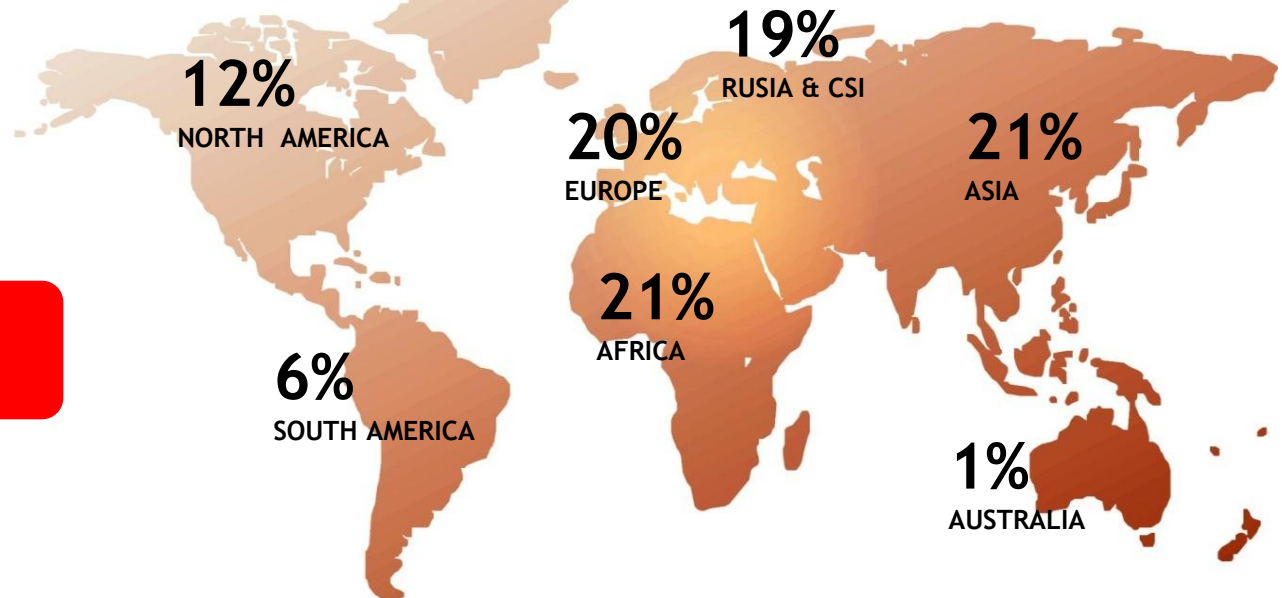 19%
RUSIA & CSI
12%
NORTH AMERICA
20%
EUROPE
21%
ASIA
21%
AFRICA
6%
SOUTH AMERICA
1%
AUSTRALIA